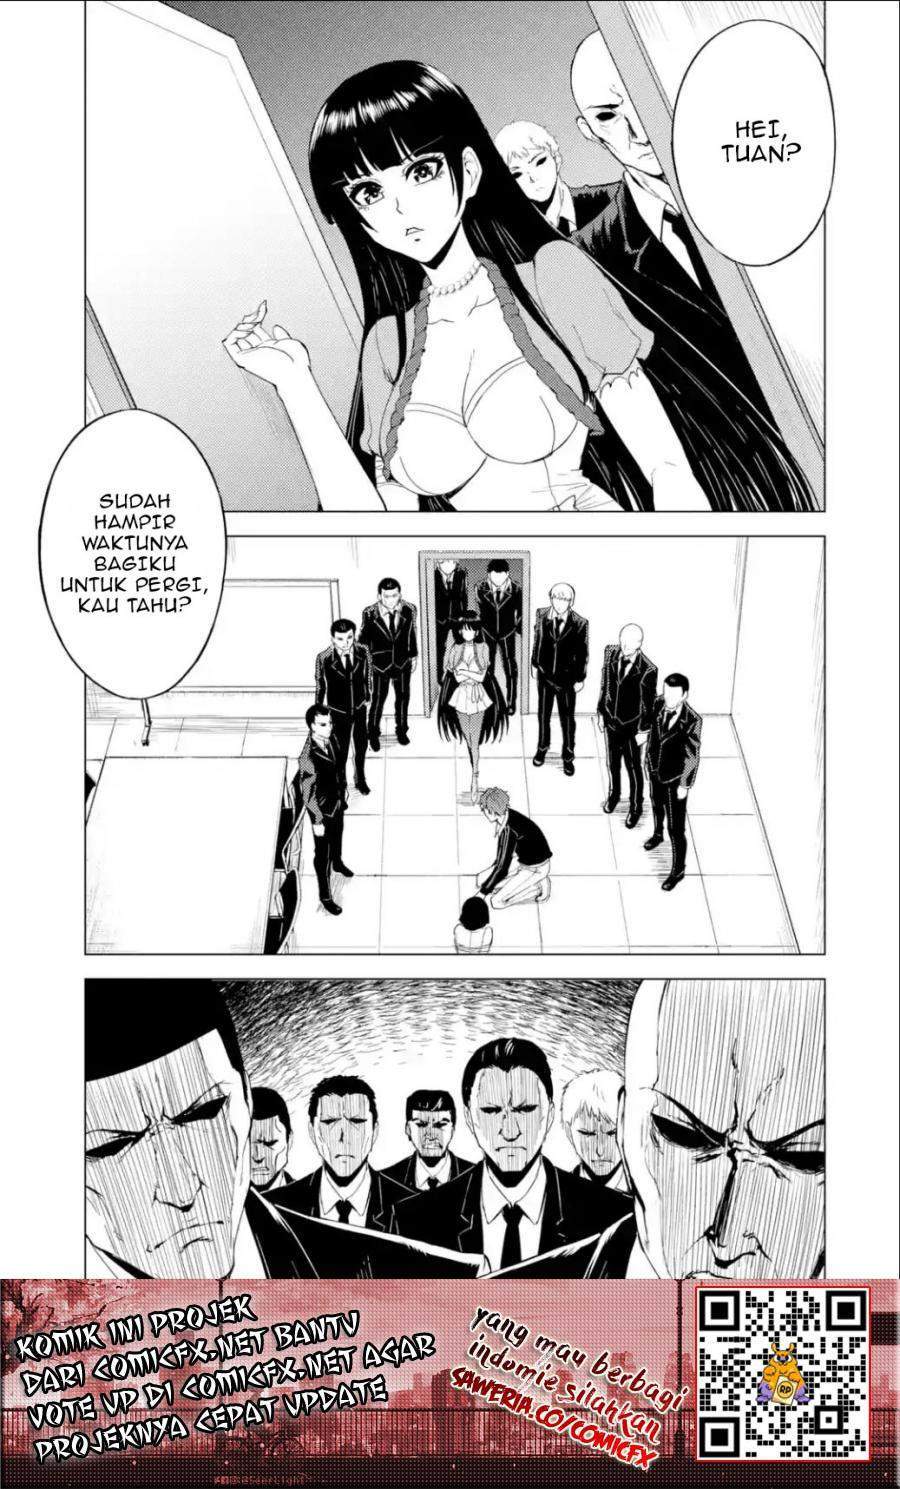 HEI,
TUAN?
SUDAH
HAMPIR
WAKTUNYA
BAGIKU
UNTUK PERGI,
KAU TAHU?
KOMIK INI PROJEK
DARI COMICFX.NET BANTU
VOTE UP DI COMICFX.NET AGAR
PROJEKNYA CEPAT UPDATE
yang mau berbagi
indomie silahkan
SAWERIA.CO/COMICFX
RP